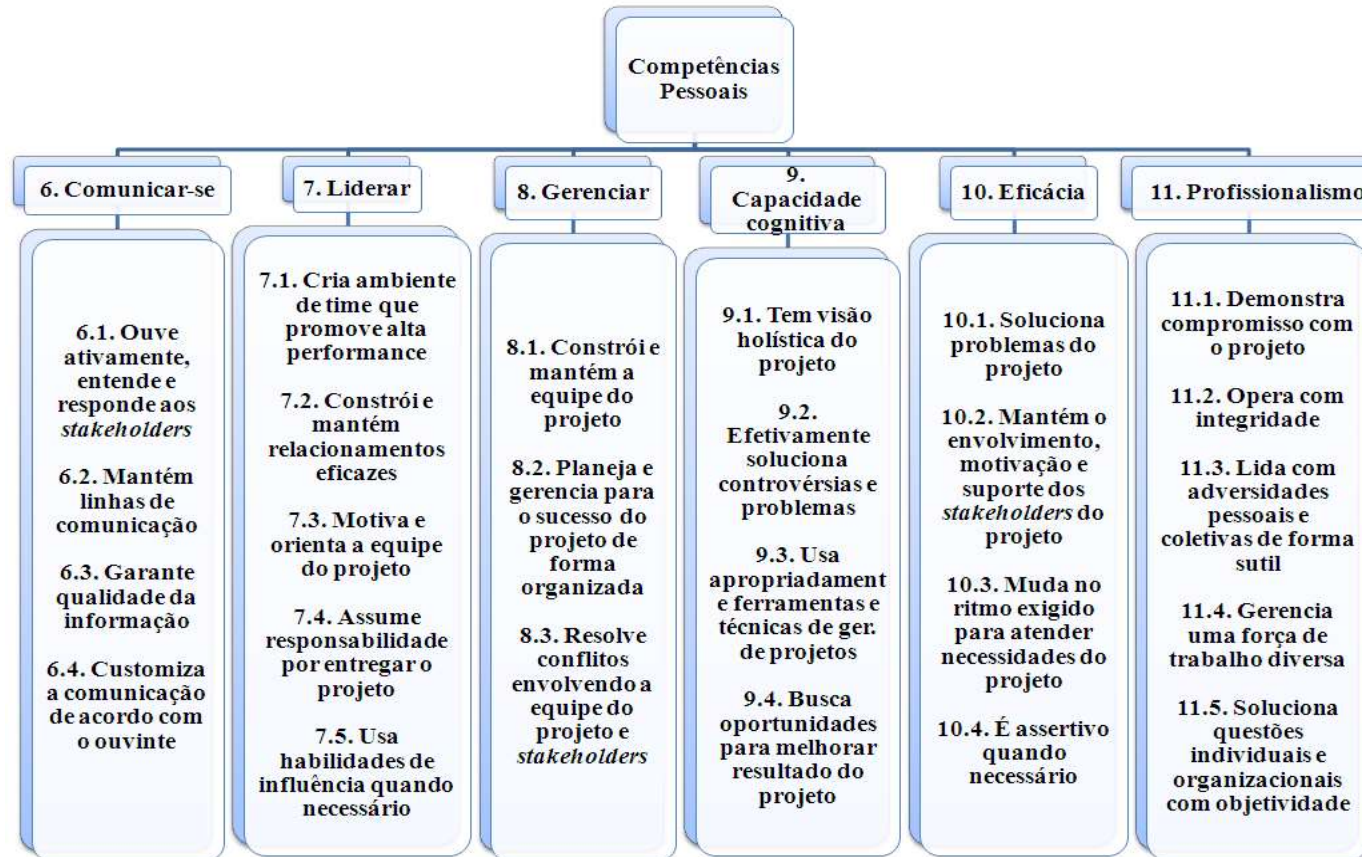 Competências
Pessoais
6. Comunicar-se
6.1. Ouve
ativamente,
entende e
responde aos
stakeholders
6.2. Mantém
linhas de
comunicação
6.3. Garante
qualidade da
informação
6.4. Customiza
a comunicação
de acordo com
o ouvinte
7. Liderar
7.1. Cria ambiente
de time que
promove alta
performance
7.2. Constrói e
mantém
relacionamentos
eficazes
7.3. Motiva e
orienta a equipe
do projeto
7.4. Assume
responsabilidade
por entregar o
projeto
7.5. Usa
habilidades de
influência quando
necessário
8. Gerenciar
8.1. Constrói e
mantém a
equipe do
projeto
8.2. Planeja e
gerencia para
o sucesso do
projeto de
forma
organizada
8.3. Resolve
conflitos
envolvendo a
equipe do
projeto e
stakeholders
9.
Capacidade
cognitiva
9.1. Tem visão
holística do
projeto
9.2.
Efetivamente
soluciona
controvérsias e
problemas
9.3. Usa
apropriadament
e ferramentas e
técnicas de ger.
de projetos
9.4. Busca
oportunidades
para melhorar
resultado do
projeto
10. Eficácia
10.1. Soluciona
problemas do
projeto
10.2. Mantém o
envolvimento,
motivação e
suporte dos
stakeholders do
projeto
10.3. Muda no
ritmo exigido
para atender
necessidades do
projeto
10.4. É assertivo
quando
necessário
11. Profissionalismo
11.1. Demonstra
compromisso com
o projeto
11.2. Opera com
integridade
11.3. Lida com
adversidades
pessoais e
coletivas de forma
sutil
11.4. Gerencia
uma força de
trabalho diversa
11.5. Soluciona
questões
individuais e
organizacionais
com objetividade